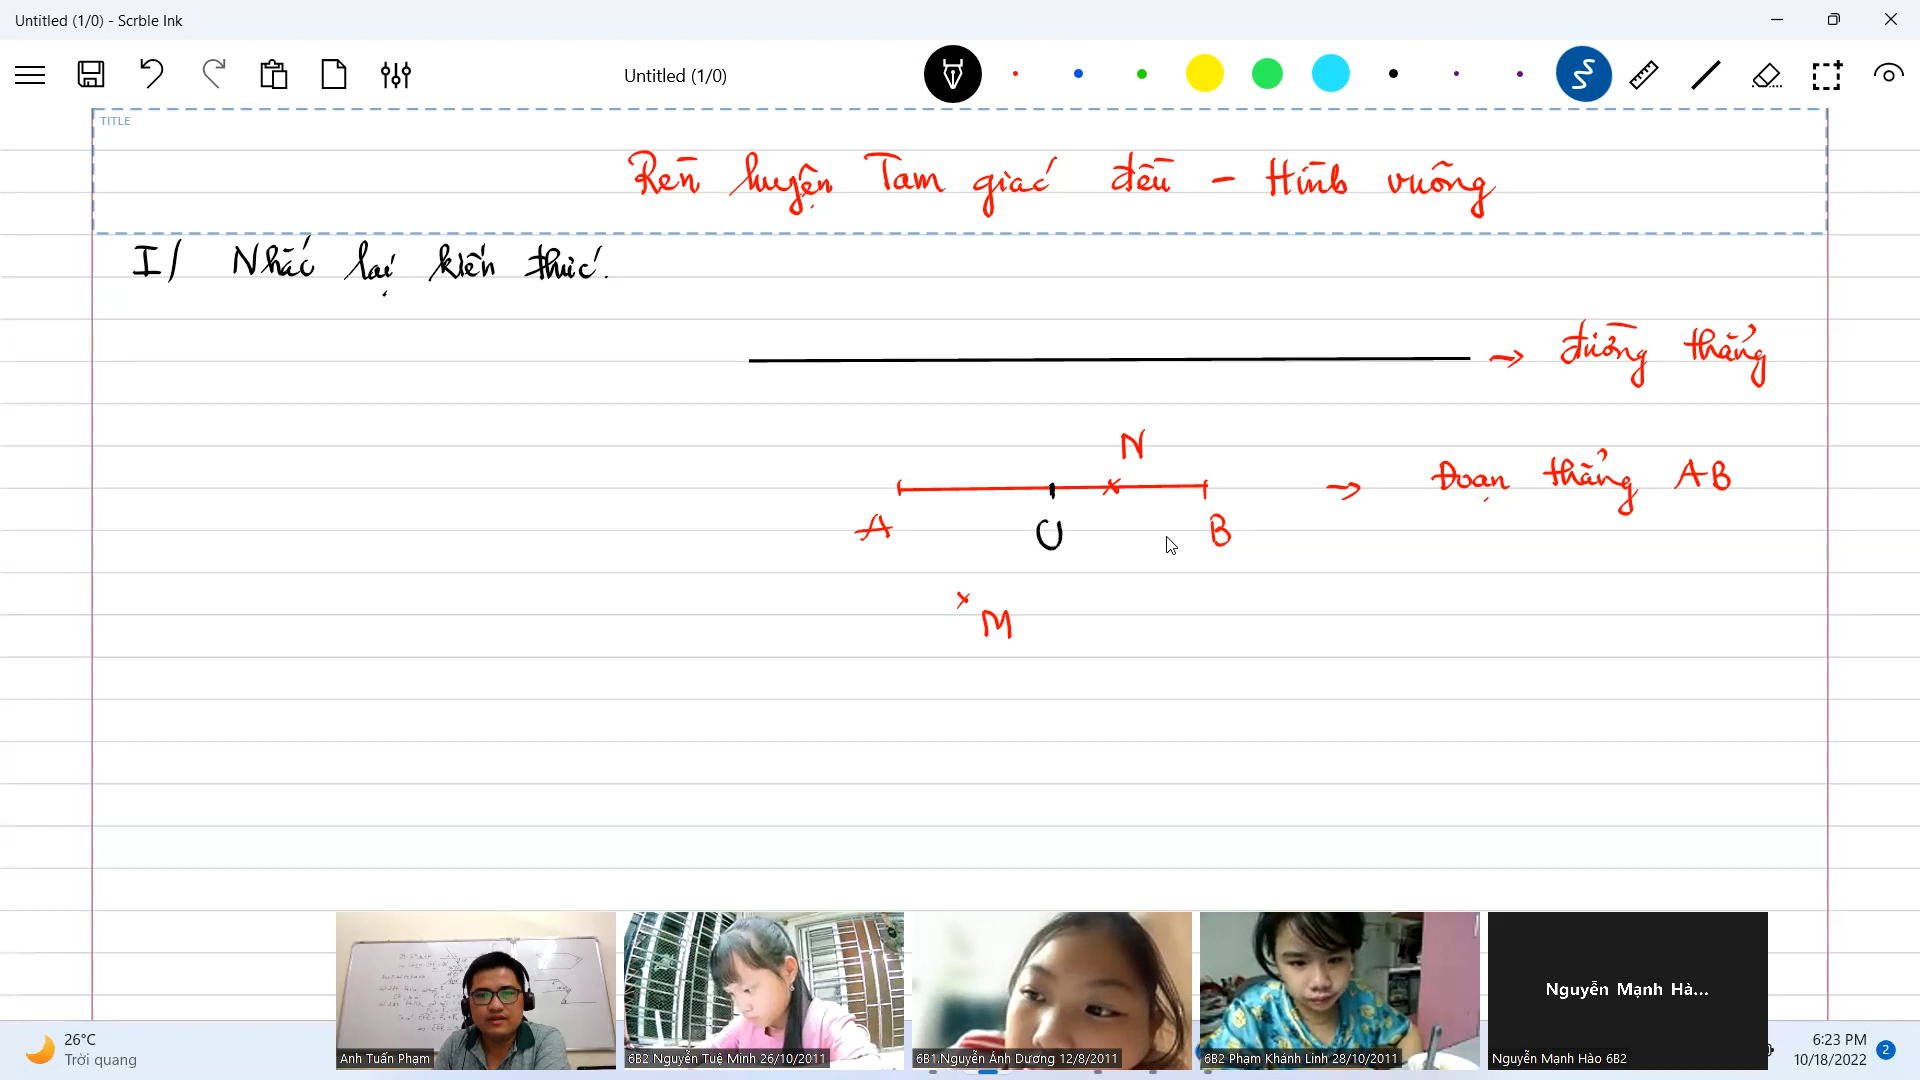 Untitled (1/0) - Scrble Ink
Untitled (1/0)
TITLE
Rèn luyện Tam giác đều - Hình vuông
I/ Nhắc lại kiến thức.
→ đường thẳng
N
→ Đoạn thẳng AB
A O B
x M
Nguyễn Mạnh Hà...
Anh Tuấn Phạm
6B2 Nguyễn Tuệ Minh 26/10/2011
6B1.Nguyễn Ánh Dương 12/8/2011
6B2 Phạm Khánh Linh 28/10/2011
Nguyễn Mạnh Hào 6B2
26°C
Trời quang
6:23 PM
10/18/2022
2